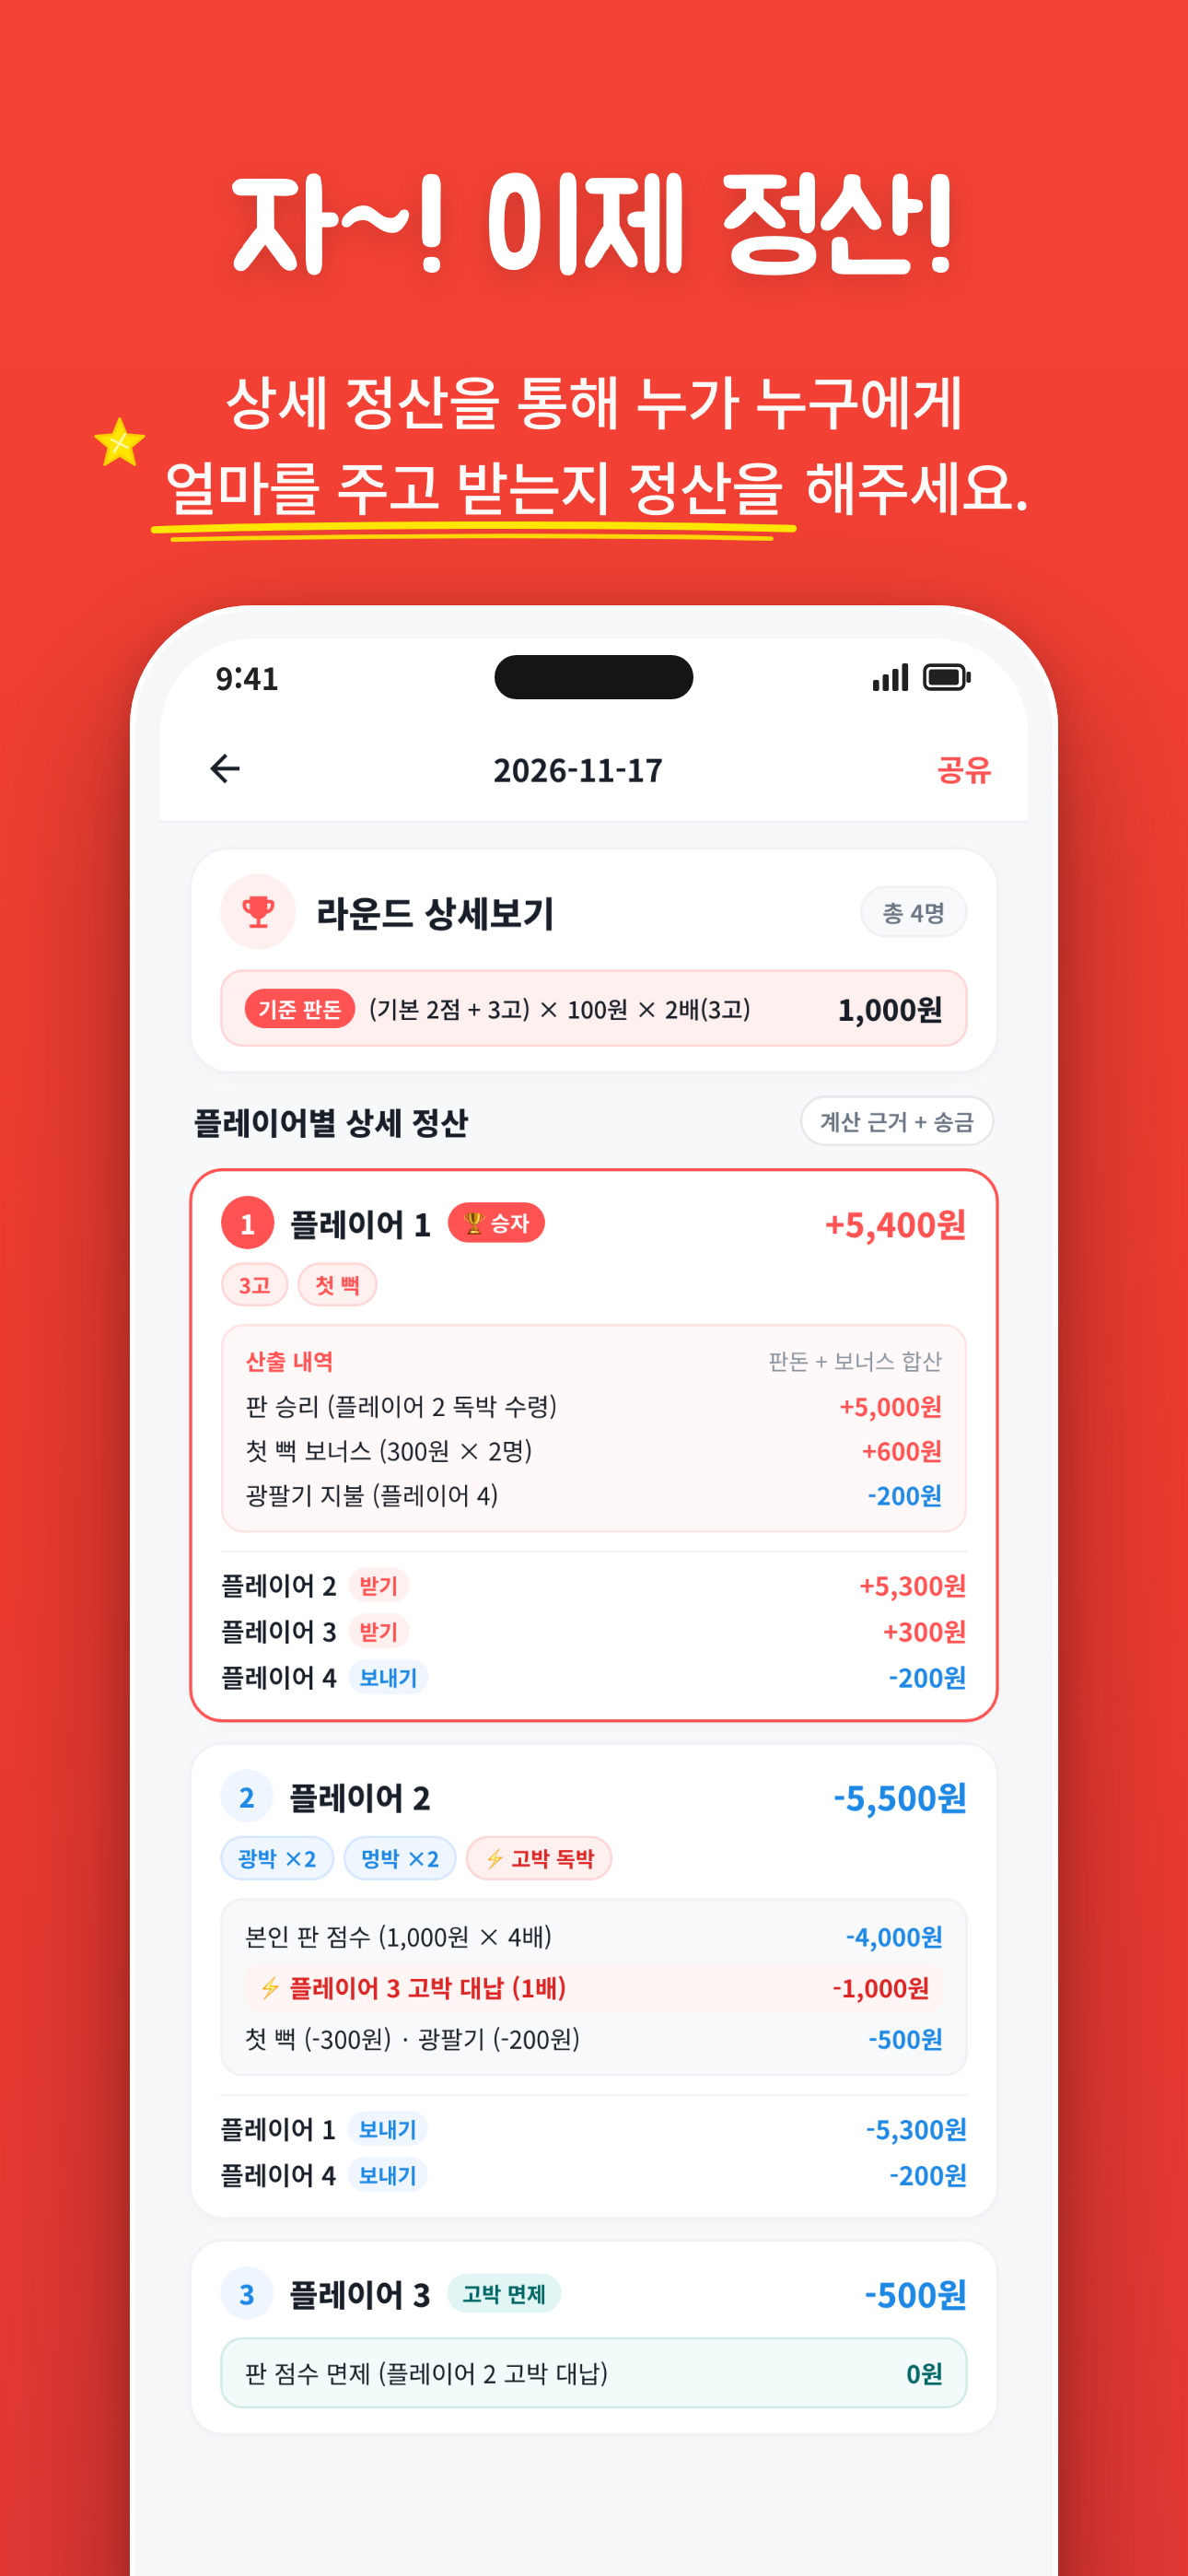 자~! 이제 정산!
상세 정산을 통해 누가 누구에게
얼마를 주고 받는지 정산을 해주세요.
9:41
2026-11-17 공유
라운드 상세보기 총 4명
기준 판돈 (기본 2점 + 3고) × 100원 × 2배(3고) 1,000원
플레이어별 상세 정산 계산 근거 + 송금
1 플레이어 1 🏆 승자 +5,400원
3고 첫 뻑
산출 내역 판돈 + 보너스 합산
판 승리 (플레이어 2 독박 수령) +5,000원
첫 뻑 보너스 (300원 × 2명) +600원
광팔기 지불 (플레이어 4) -200원
플레이어 2 받기 +5,300원
플레이어 3 받기 +300원
플레이어 4 보내기 -200원
2 플레이어 2 -5,500원
광박 ×2 멍박 ×2 ⚡ 고박 독박
본인 판 점수 (1,000원 × 4배) -4,000원
⚡ 플레이어 3 고박 대납 (1배) -1,000원
첫 뻑 (-300원) · 광팔기 (-200원) -500원
플레이어 1 보내기 -5,300원
플레이어 4 보내기 -200원
3 플레이어 3 고박 면제 -500원
판 점수 면제 (플레이어 2 고박 대납) 0원